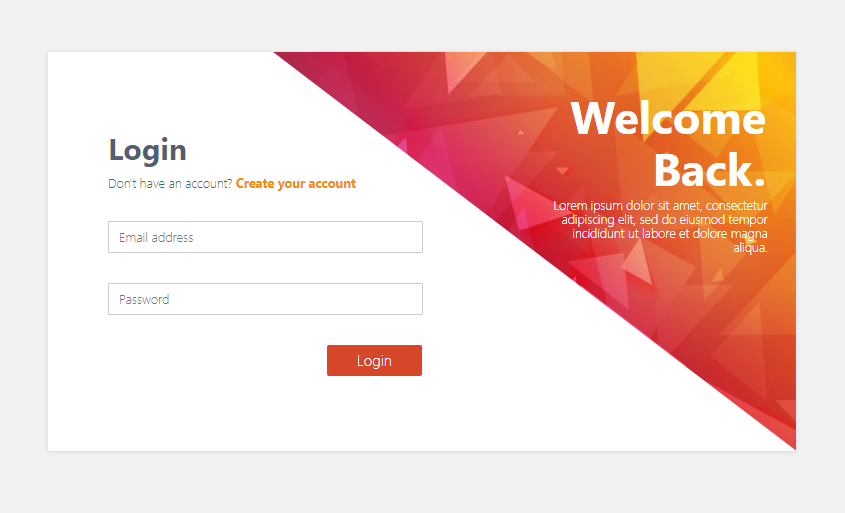 Login
Don't have an account? Create your account
Email address
Password
Login
Welcome
Back.
Lorem ipsum dolor sit amet, consectetur
adipiscing elit, sed do eiusmod tempor
incididunt ut labore et dolore magna
aliqua.